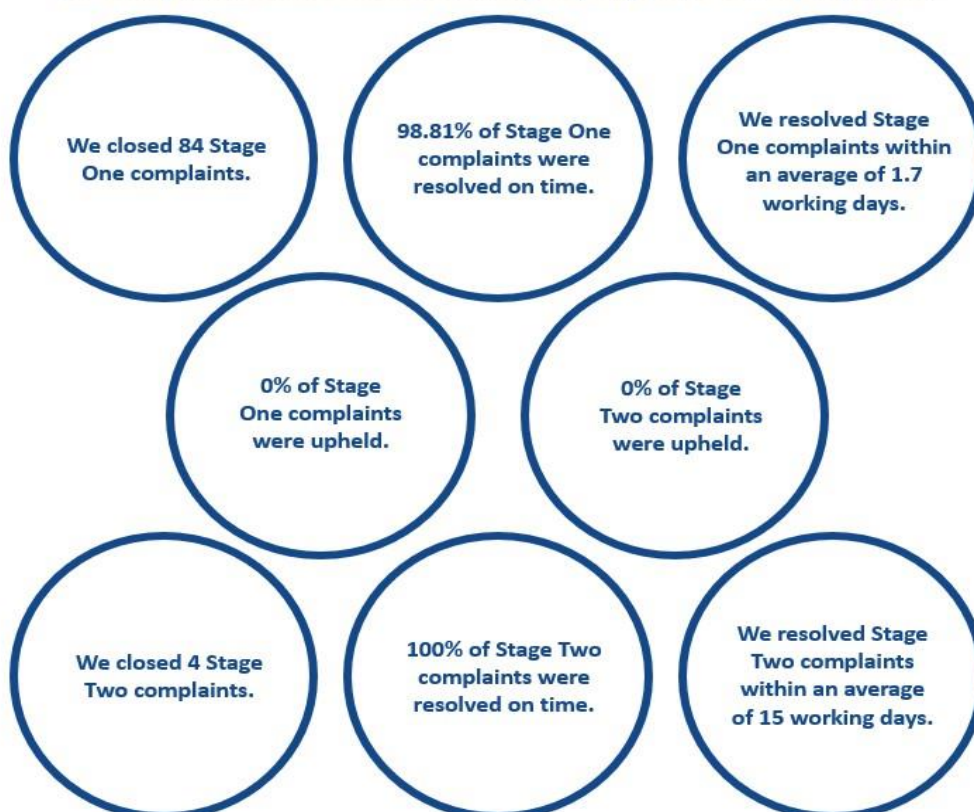 We closed 84 Stage
One complaints.
98.81% of Stage One
complaints were
resolved on time.
We resolved Stage
One complaints within
an average of 1.7
working days.
0% of Stage
One complaints
were upheld.
0% of Stage
Two complaints
were upheld.
We closed 4 Stage
Two complaints.
100% of Stage Two
complaints were
resolved on time.
We resolved Stage
Two complaints
within an average
of 15 working days.